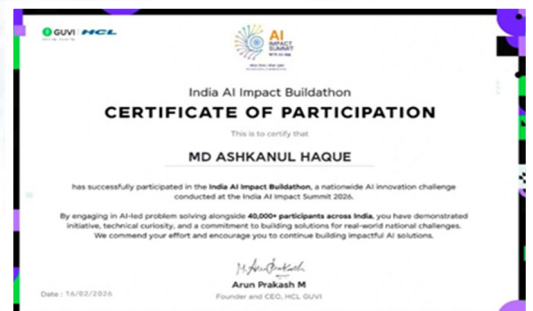 GUVI | HCL
AI
IMPACT
SUMMIT
India AI Impact Buildathon
CERTIFICATE OF PARTICIPATION
This is to certify that
MD ASHKANUL HAQUE
has successfully participated in the India AI Impact Buildathon, a nationwide AI innovation challenge
conducted at the India AI Impact Summit 2026.
By engaging in AI-led problem solving alongside 40,000+ participants across India, you have demonstrated
initiative, technical curiosity, and a commitment to building solutions for real-world national challenges.
We commend your effort and encourage you to continue building impactful AI solutions.
Arun Prakash M
Date : 16/02/2026
Founder and CEO, HCL GUVI